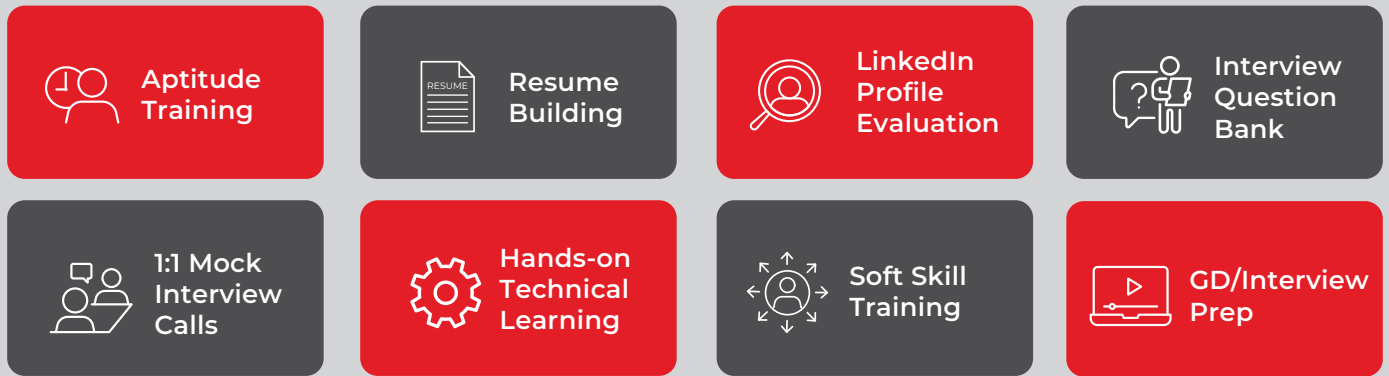 Aptitude
Training
RESUME
Resume
Building
LinkedIn
Profile
Evaluation
?
Interview
Question
Bank
1:1 Mock
Interview
Calls
Hands-on
Technical
Learning
Soft Skill
Training
GD/Interview
Prep